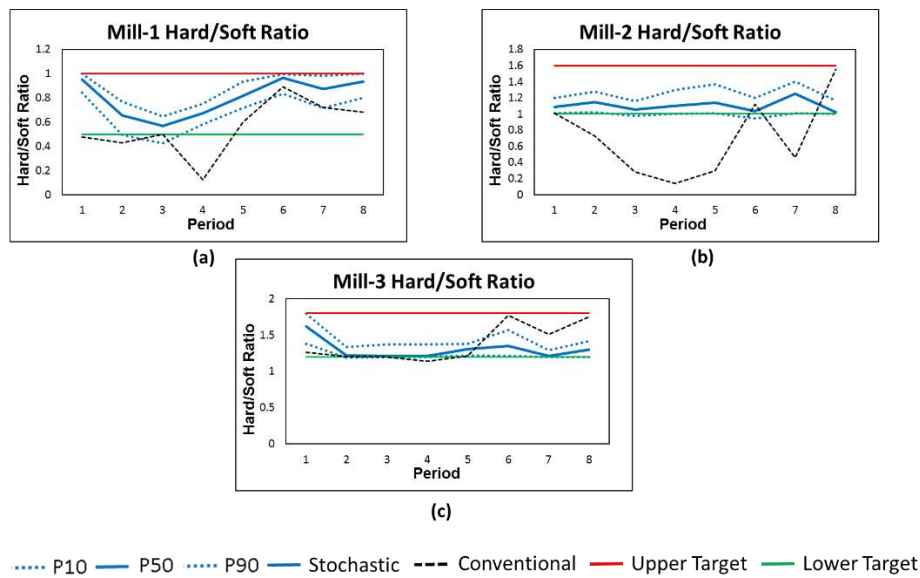 Mill-1 Hard/Soft Ratio
Hard/Soft Ratio
1.2
1
0.8
0.6
0.4
0.2
0
1 2 3 4 5 6 7 8
Period
(a)
Mill-2 Hard/Soft Ratio
Hard/Soft Ratio
1.8
1.6
1.4
1.2
1
0.8
0.6
0.4
0.2
0
1 2 3 4 5 6 7 8
Period
(b)
Mill-3 Hard/Soft Ratio
Hard/Soft Ratio
2
1.5
1
0.5
0
1 2 3 4 5 6 7 8
Period
(c)
P10 P50 P90 Stochastic Conventional Upper Target Lower Target